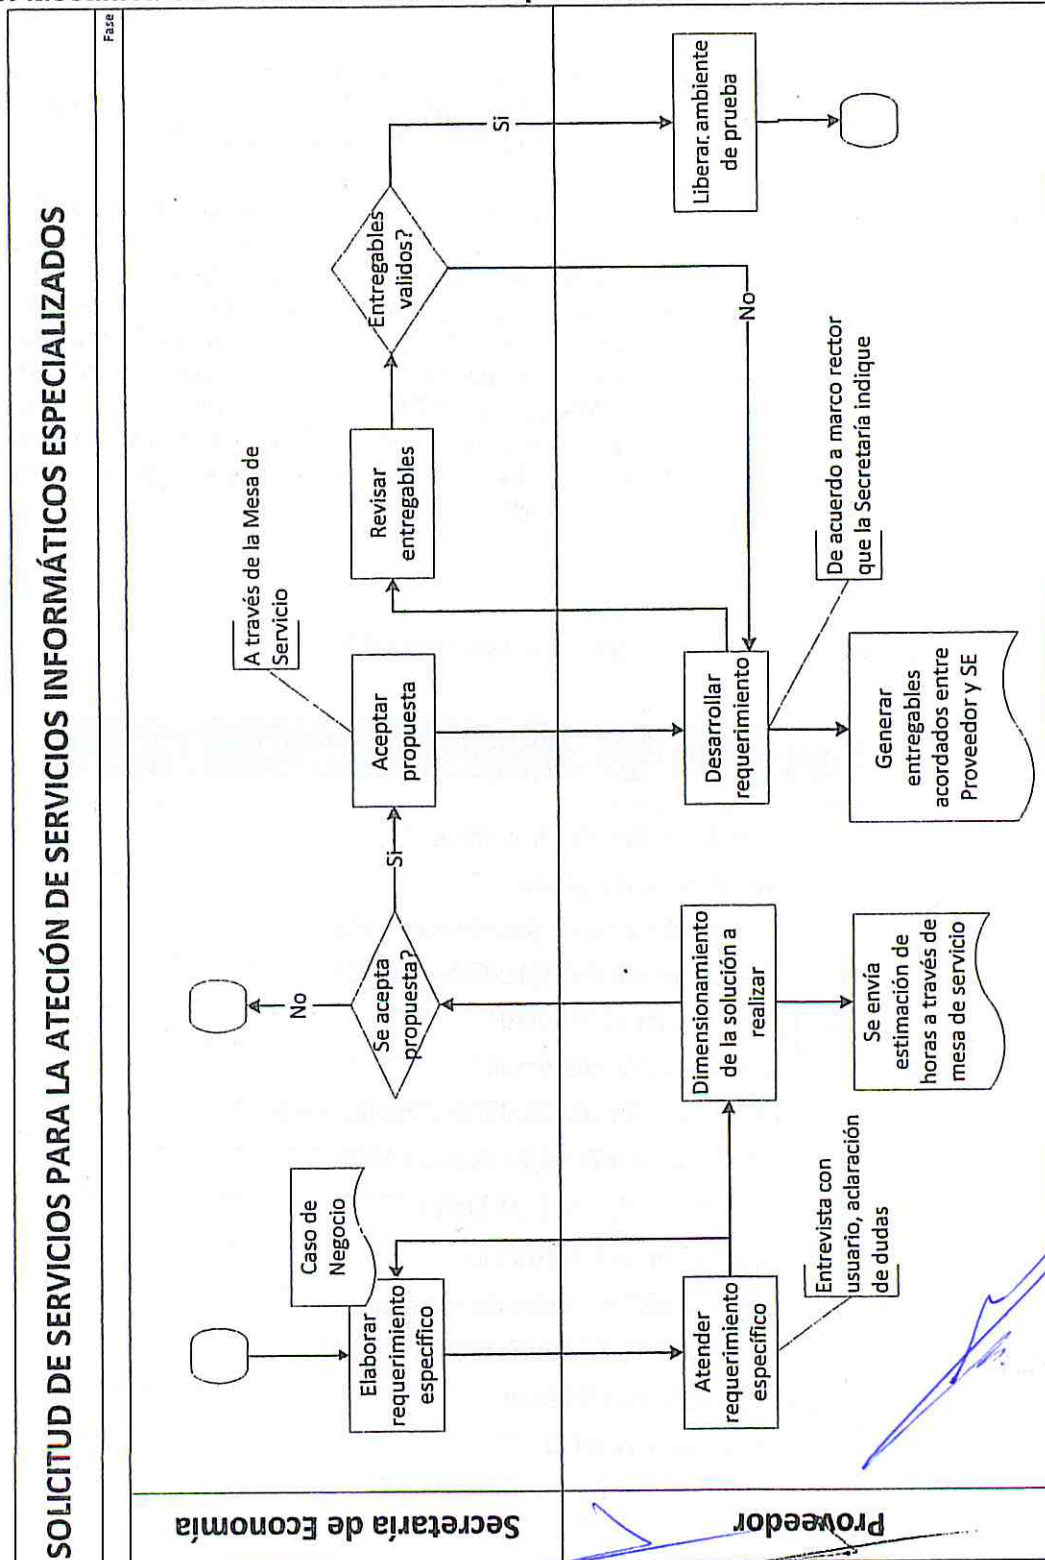 SOLICITUD DE SERVICIOS PARA LA ATECIÓN DE SERVICIOS INFORMÁTICOS ESPECIALIZADOS
Fase
Secretaría de Economía
Caso de
Negocio
Elaborar
requerimiento
específico
No
Se acepta
propuesta?
Si
A través de la Mesa de
Servicio
Aceptar
propuesta
Revisar
entregables
Entregables
validos?
Si
No
Proveedor
Atender
requerimiento
específico
Entrevista con
usuario, aclaración
de dudas
Dimensionamiento
de la solución a
realizar
Se envía
estimación de
horas a través de
mesa de servicio
Desarrollar
requerimiento
De acuerdo a marco rector
que la Secretaría indique
Generar
entregables
acordados entre
Proveedor y SE
Liberar ambiente
de prueba